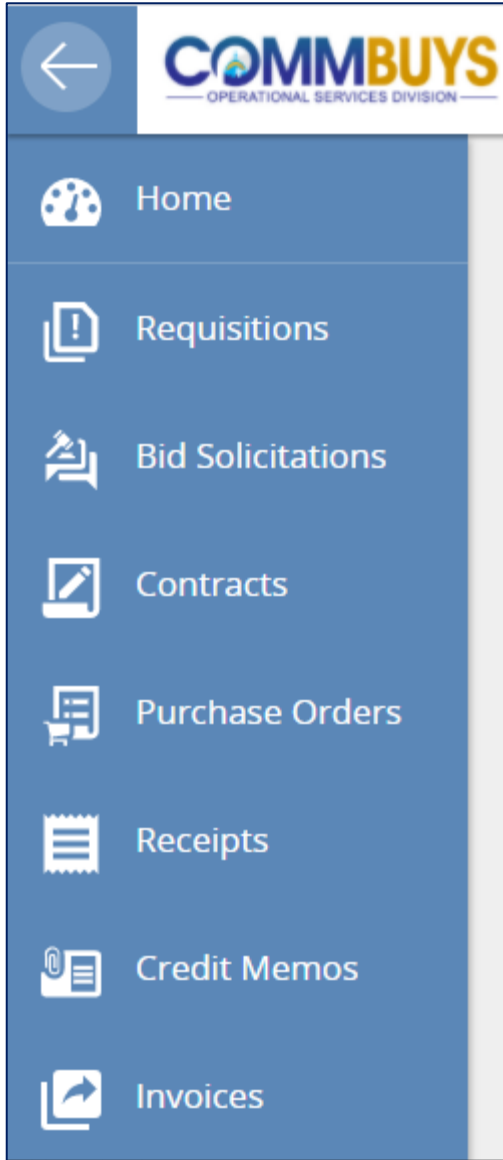 COMMBUYS
OPERATIONAL SERVICES DIVISION
Home
Requisitions
Bid Solicitations
Contracts
Purchase Orders
Receipts
Credit Memos
Invoices